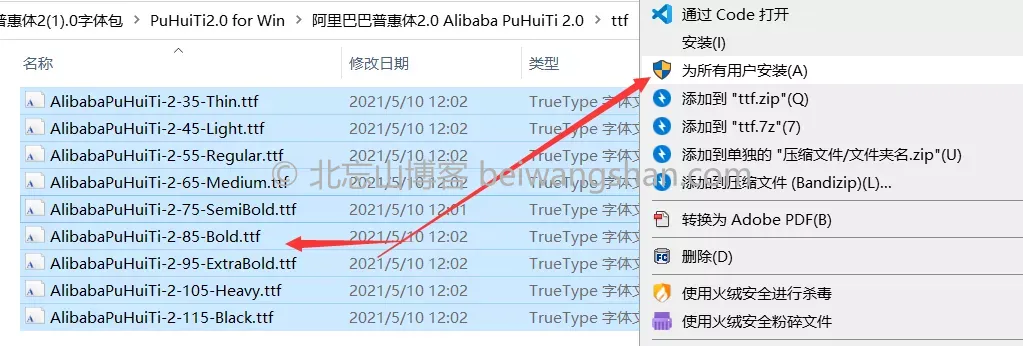 普惠体2(1).0字体包 > PuHuiTi2.0 for Win > 阿里巴巴普惠体2.0 Alibaba PuHuiTi 2.0 > ttf
名称 修改日期 类型
AlibabaPuHuiTi-2-35-Thin.ttf 2021/5/10 12:02 TrueType 字体文
AlibabaPuHuiTi-2-45-Light.ttf 2021/5/10 12:02 TrueType 字体文
AlibabaPuHuiTi-2-55-Regular.ttf 2021/5/10 12:02 TrueType 字体文
AlibabaPuHuiTi-2-65-Medium.ttf 2021/5/10 12:02 TrueType 字体文
AlibabaPuHuiTi-2-75-SemiBold.ttf 2021/5/10 12:01 TrueType 字体文
AlibabaPuHuiTi-2-85-Bold.ttf 2021/5/10 12:02 TrueType 字体文
AlibabaPuHuiTi-2-95-ExtraBold.ttf 2021/5/10 12:02 TrueType 字体文
AlibabaPuHuiTi-2-105-Heavy.ttf 2021/5/10 12:02 TrueType 字体文
AlibabaPuHuiTi-2-115-Black.ttf 2021/5/10 12:02 TrueType 字体文
© 北忘山博客 beiwangshan.com
通过 Code 打开
安装(I)
为所有用户安装(A)
添加到 "ttf.zip"(Q)
添加到 "ttf.7z"(7)
添加到单独的 "压缩文件/文件夹名.zip"(U)
添加到压缩文件 (Bandizip)(L)...
转换为 Adobe PDF(B)
删除(D)
使用火绒安全进行杀毒
使用火绒安全粉碎文件